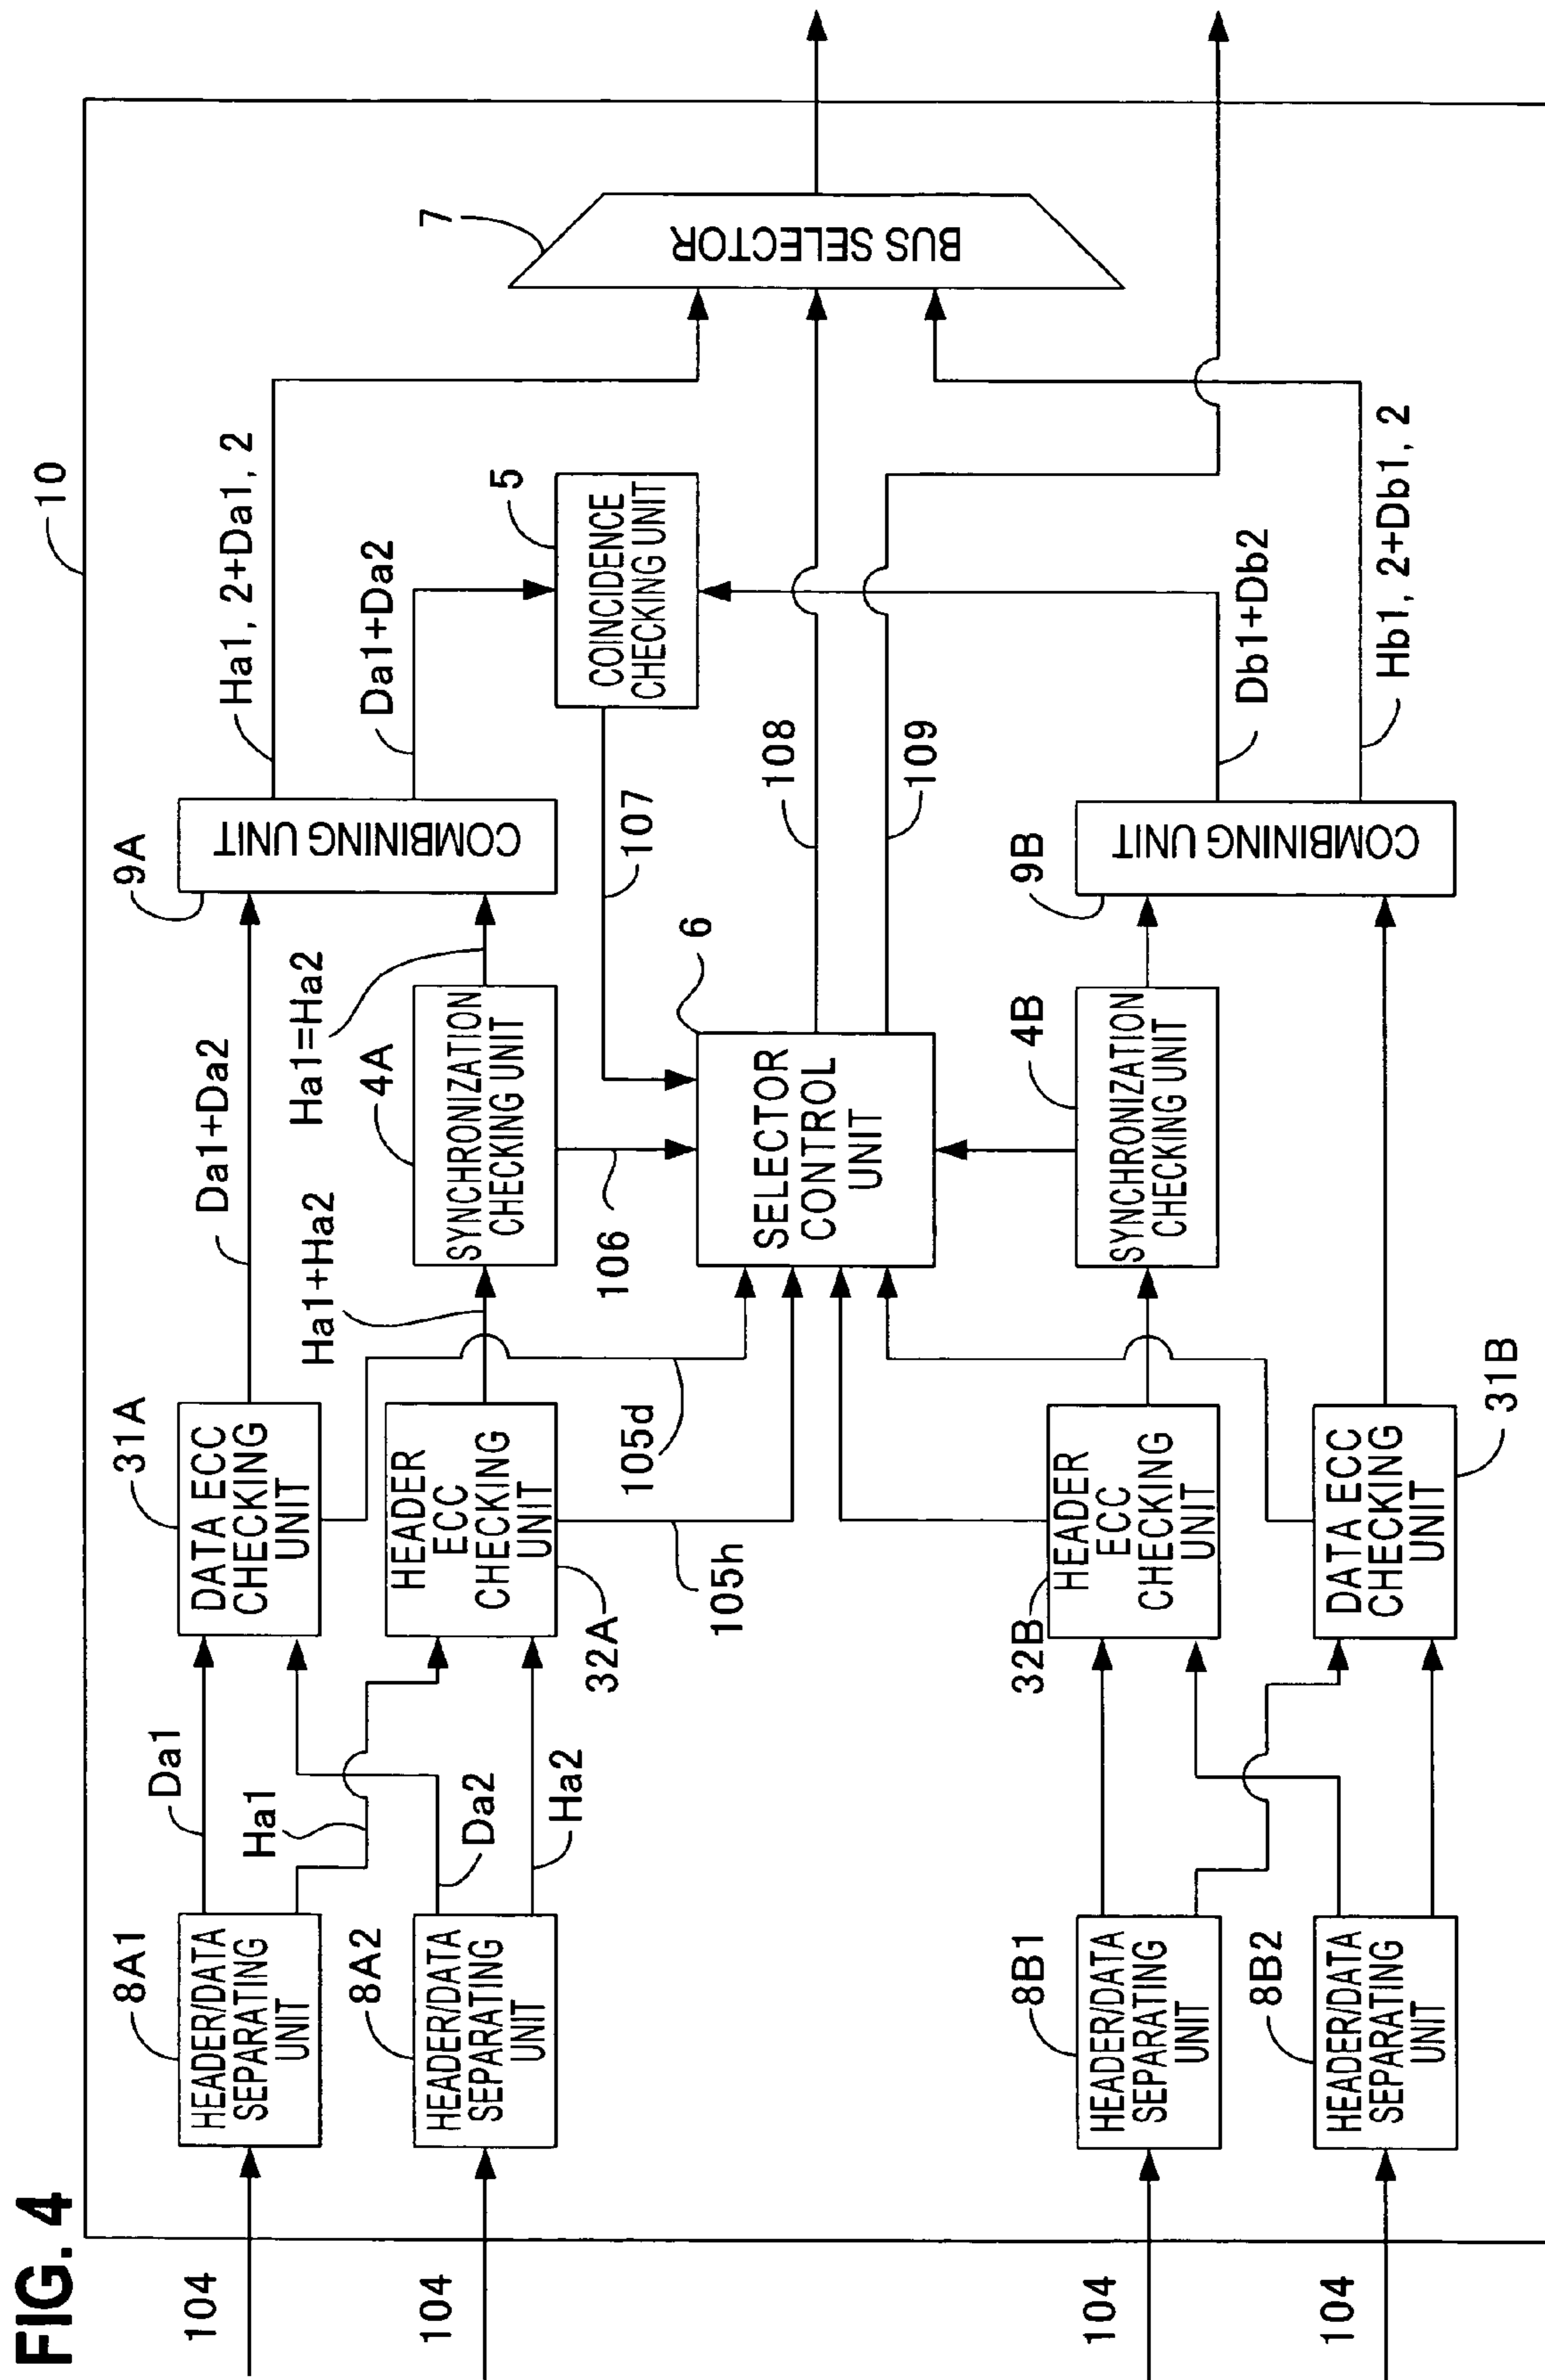 FIG. 4
10
104
104
104
104
8A1
HEADER/DATA
SEPARATING
UNIT
8A2
HEADER/DATA
SEPARATING
UNIT
8B1
HEADER/DATA
SEPARATING
UNIT
8B2
HEADER/DATA
SEPARATING
UNIT
Da1
Ha1
Da2
Ha2
31A
DATA ECC
CHECKING
UNIT
HEADER
ECC
CHECKING
UNIT
32A
32B
HEADER
ECC
CHECKING
UNIT
DATA ECC
CHECKING
UNIT
31B
105d
105h
Da1+Da2
Ha1+Ha2
4A
SYNCHRONIZATION
CHECKING UNIT
Ha1=Ha2
106
6
SELECTOR
CONTROL
UNIT
4B
SYNCHRONIZATION
CHECKING UNIT
9A
COMBINING UNIT
9B
COMBINING UNIT
107
108
109
Ha1, 2+Da1, 2
Da1+Da2
5
COINCIDENCE
CHECKING UNIT
Db1+Db2
Hb1, 2+Db1, 2
7
BUS SELECTOR